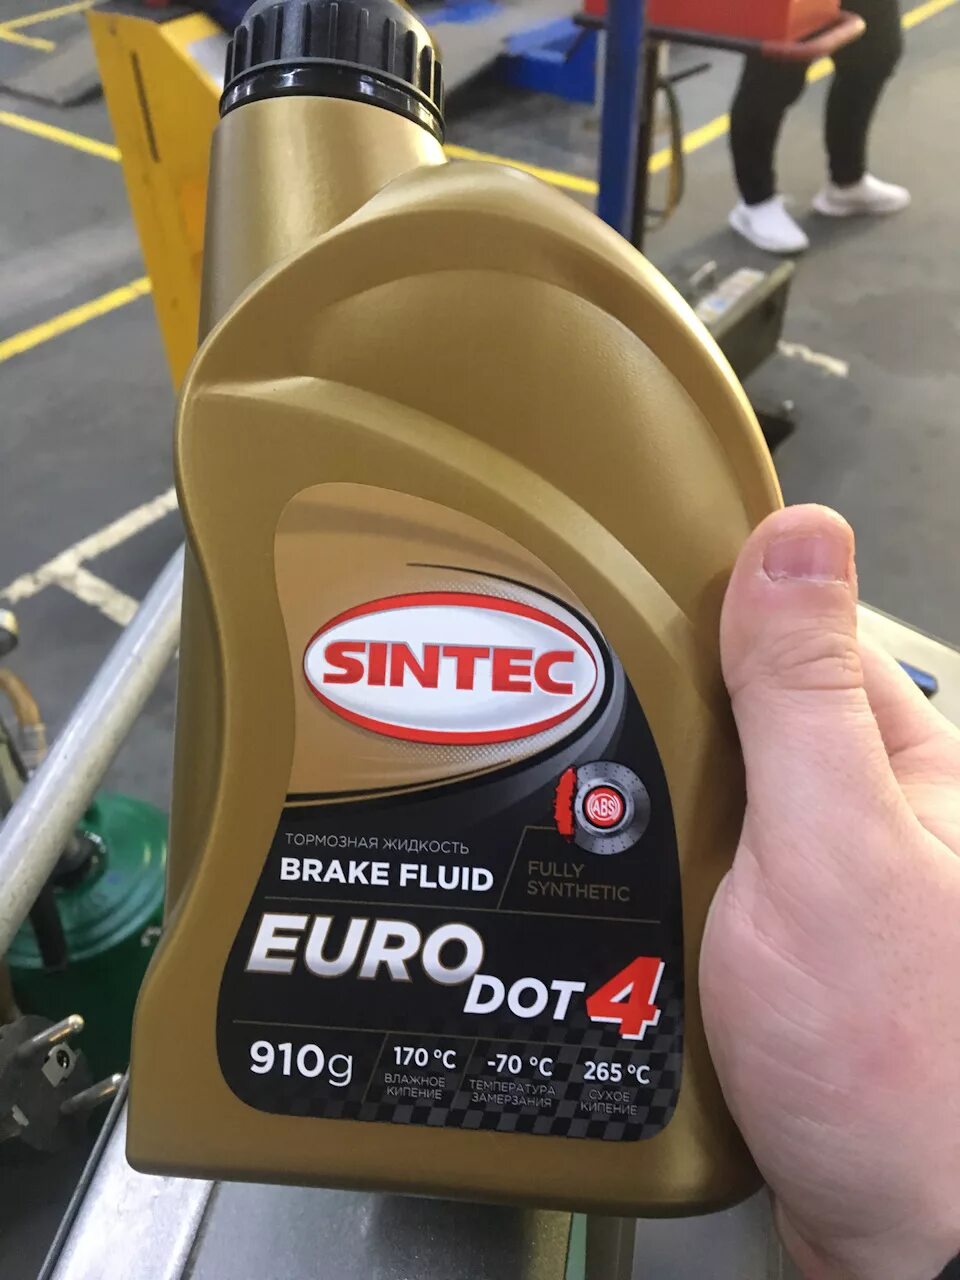 SINTEC
ABS
ТОРМОЗНАЯ ЖИДКОСТЬ
BRAKE FLUID
FULLY
SYNTHETIC
EURO
DOT 4
910g
170 °C
ВЛАЖНОЕ
КИПЕНИЕ
-70 °C
ТЕМПЕРАТУРА
ЗАМЕРЗАНИЯ
265 °C
СУХОЕ
КИПЕНИЕ